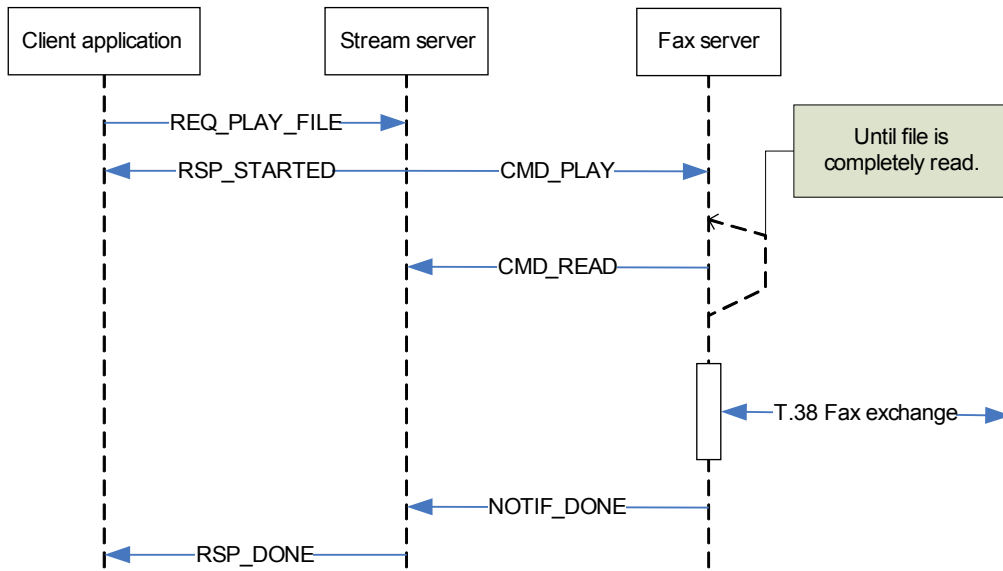 Client application
Stream server
Fax server
REQ_PLAY_FILE
Until file is
completely read.
RSP_STARTED
CMD_PLAY
CMD_READ
T.38 Fax exchange
NOTIF_DONE
RSP_DONE